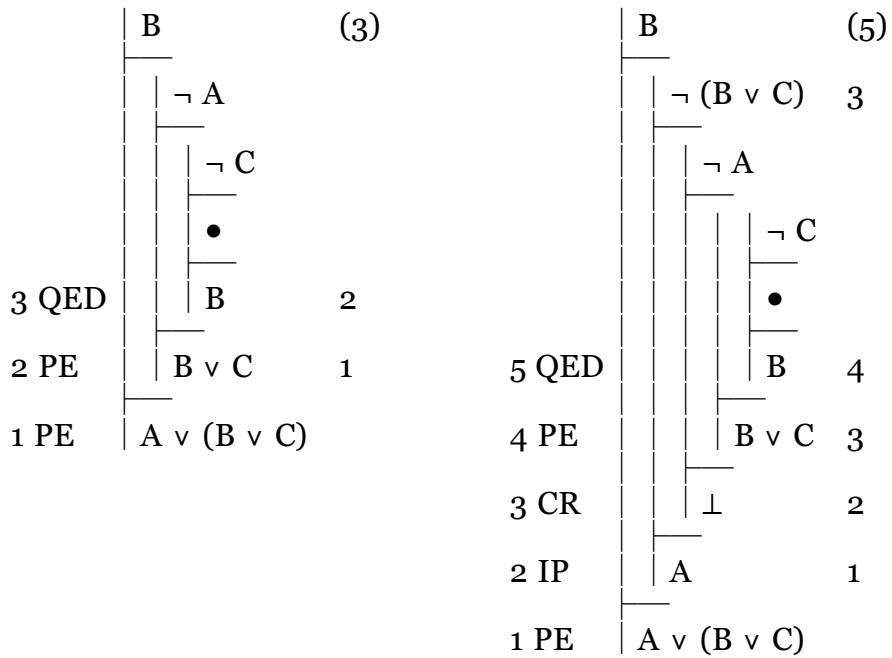 B (3)
¬ A
¬ C
●
3 QED B 2
2 PE B ∨ C 1
1 PE A ∨ (B ∨ C)
B (5)
¬ (B ∨ C) 3
¬ A
¬ C
●
5 QED B 4
4 PE B ∨ C 3
3 CR ⊥ 2
2 IP A 1
1 PE A ∨ (B ∨ C)